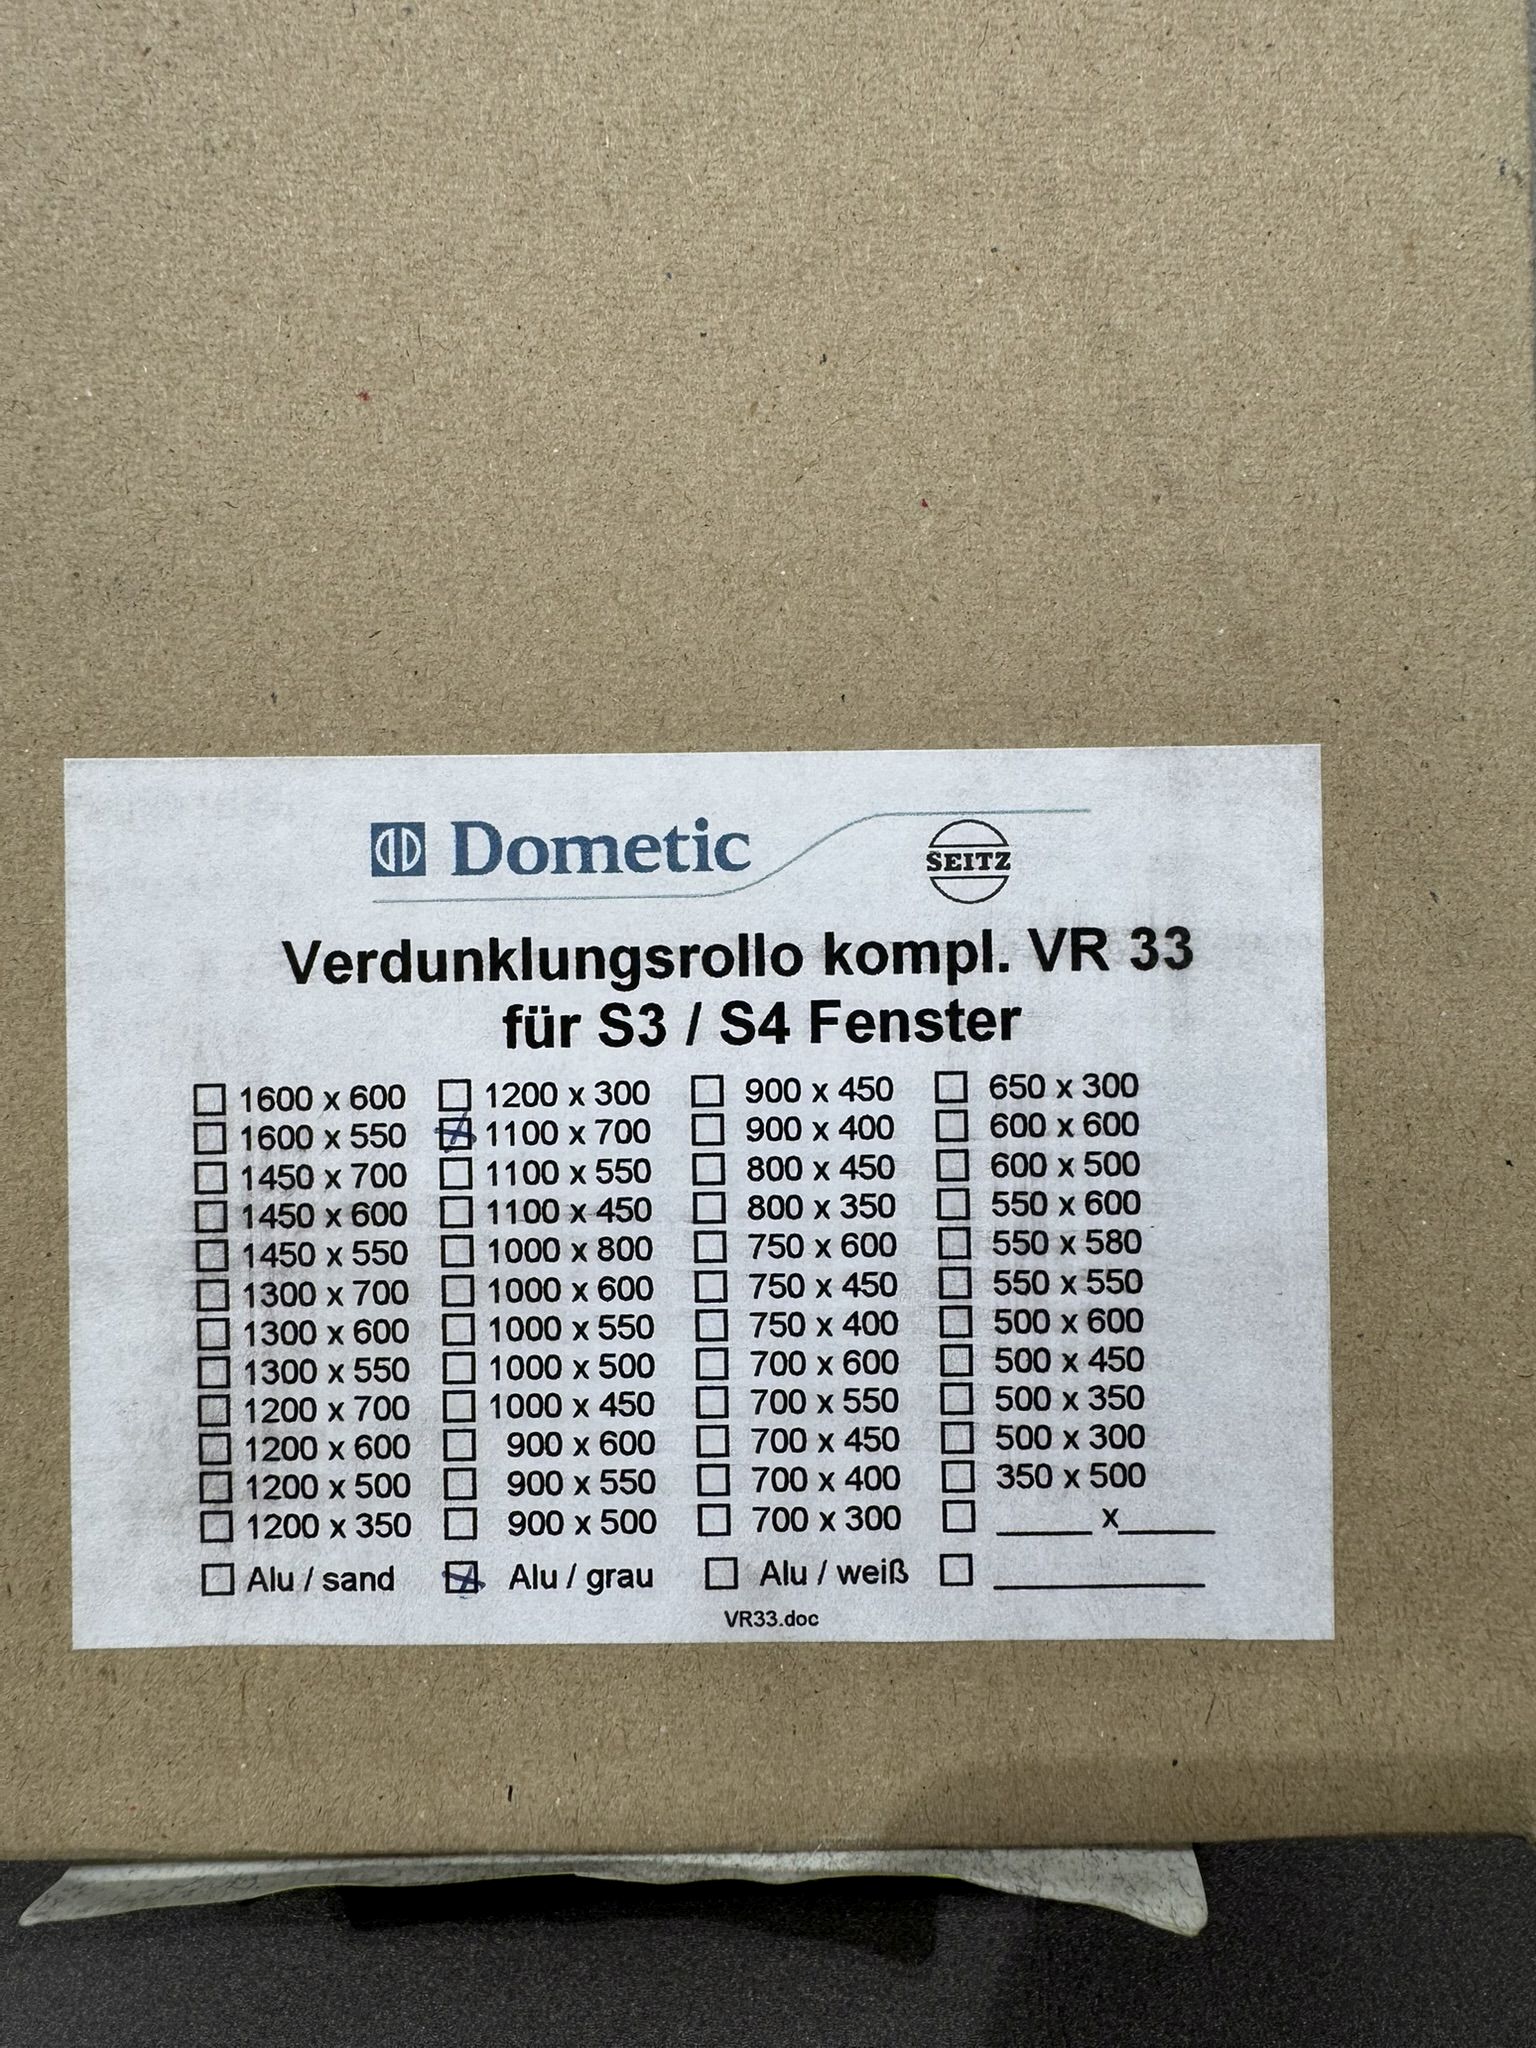 Dometic SEITZ
Verdunklungsrollo kompl. VR 33
für S3 / S4 Fenster
☐ 1600 x 600 ☐ 1200 x 300 ☐ 900 x 450 ☐ 650 x 300
☐ 1600 x 550 ☒ 1100 x 700 ☐ 900 x 400 ☐ 600 x 600
☐ 1450 x 700 ☐ 1100 x 550 ☐ 800 x 450 ☐ 600 x 500
☐ 1450 x 600 ☐ 1100 x 450 ☐ 800 x 350 ☐ 550 x 600
☐ 1450 x 550 ☐ 1000 x 800 ☐ 750 x 600 ☐ 550 x 580
☐ 1300 x 700 ☐ 1000 x 600 ☐ 750 x 450 ☐ 550 x 550
☐ 1300 x 600 ☐ 1000 x 550 ☐ 750 x 400 ☐ 500 x 600
☐ 1300 x 550 ☐ 1000 x 500 ☐ 700 x 600 ☐ 500 x 450
☐ 1200 x 700 ☐ 1000 x 450 ☐ 700 x 550 ☐ 500 x 350
☐ 1200 x 600 ☐ 900 x 600 ☐ 700 x 450 ☐ 500 x 300
☐ 1200 x 500 ☐ 900 x 550 ☐ 700 x 400 ☐ 350 x 500
☐ 1200 x 350 ☐ 900 x 500 ☐ 700 x 300 ☐ ______ x______
☐ Alu / sand ☒ Alu / grau ☐ Alu / weiß ☐ ____________
VR33.doc